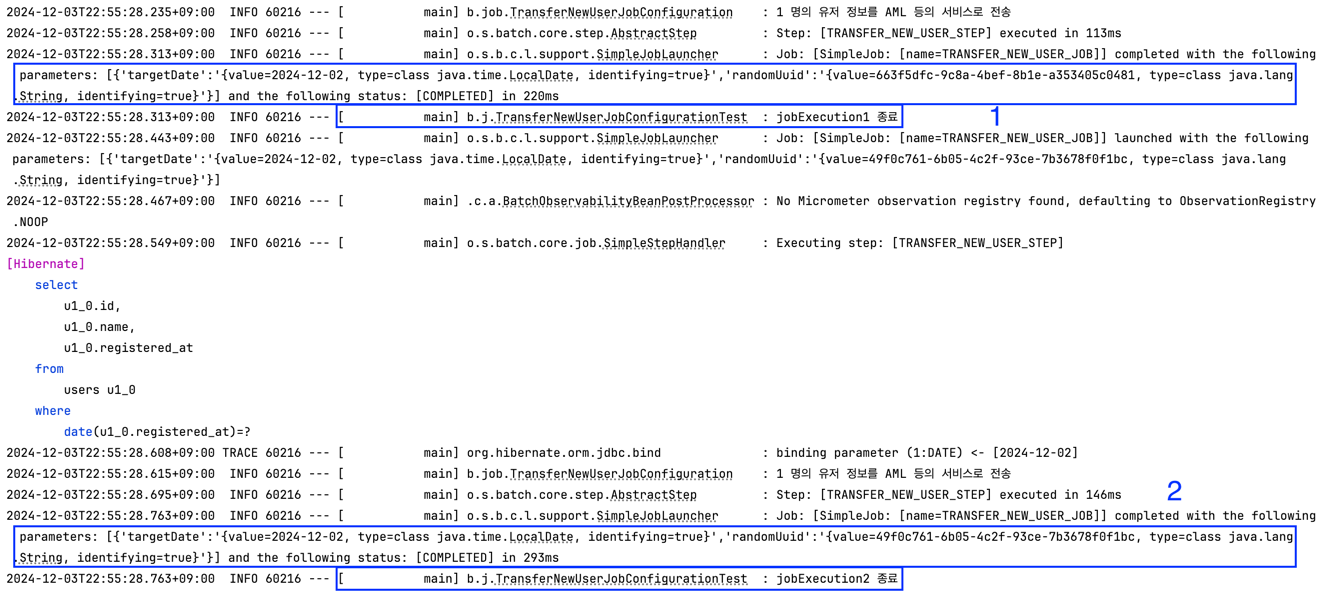 2024-12-03T22:55:28.235+09:00  INFO 60216 --- [           main] b.job.TransferNewUserJobConfiguration    : 1 명의 유저 정보를 AML 등의 서비스로 전송
2024-12-03T22:55:28.258+09:00  INFO 60216 --- [           main] o.s.batch.core.step.AbstractStep         : Step: [TRANSFER_NEW_USER_STEP] executed in 113ms
2024-12-03T22:55:28.313+09:00  INFO 60216 --- [           main] o.s.b.c.l.support.SimpleJobLauncher      : Job: [SimpleJob: [name=TRANSFER_NEW_USER_JOB]] completed with the following
parameters: [{'targetDate':'{value=2024-12-02, type=class java.time.LocalDate, identifying=true}','randomUuid':'{value=663f5dfc-9c8a-4bef-8b1e-a353405c0481, type=class java.lang
.String, identifying=true}'}] and the following status: [COMPLETED] in 220ms
2024-12-03T22:55:28.313+09:00  INFO 60216 --- [           main] b.j.TransferNewUserJobConfigurationTest  : jobExecution1 종료
1
2024-12-03T22:55:28.443+09:00  INFO 60216 --- [           main] o.s.b.c.l.support.SimpleJobLauncher      : Job: [SimpleJob: [name=TRANSFER_NEW_USER_JOB]] launched with the following
parameters: [{'targetDate':'{value=2024-12-02, type=class java.time.LocalDate, identifying=true}','randomUuid':'{value=49f0c761-6b05-4c2f-93ce-7b3678f0f1bc, type=class java.lang
.String, identifying=true}'}]
2024-12-03T22:55:28.467+09:00  INFO 60216 --- [           main] .c.a.BatchObservabilityBeanPostProcessor : No Micrometer observation registry found, defaulting to ObservationRegistry
.NOOP
2024-12-03T22:55:28.549+09:00  INFO 60216 --- [           main] o.s.batch.core.job.SimpleStepHandler     : Executing step: [TRANSFER_NEW_USER_STEP]
[Hibernate]
select
u1_0.id,
u1_0.name,
u1_0.registered_at
from
users u1_0
where
date(u1_0.registered_at)=?
2024-12-03T22:55:28.608+09:00 TRACE 60216 --- [           main] org.hibernate.orm.jdbc.bind              : binding parameter (1:DATE) <- [2024-12-02]
2024-12-03T22:55:28.615+09:00  INFO 60216 --- [           main] b.job.TransferNewUserJobConfiguration    : 1 명의 유저 정보를 AML 등의 서비스로 전송
2024-12-03T22:55:28.695+09:00  INFO 60216 --- [           main] o.s.batch.core.step.AbstractStep         : Step: [TRANSFER_NEW_USER_STEP] executed in 146ms
2
2024-12-03T22:55:28.763+09:00  INFO 60216 --- [           main] o.s.b.c.l.support.SimpleJobLauncher      : Job: [SimpleJob: [name=TRANSFER_NEW_USER_JOB]] completed with the following
parameters: [{'targetDate':'{value=2024-12-02, type=class java.time.LocalDate, identifying=true}','randomUuid':'{value=49f0c761-6b05-4c2f-93ce-7b3678f0f1bc, type=class java.lang
.String, identifying=true}'}] and the following status: [COMPLETED] in 293ms
2024-12-03T22:55:28.763+09:00  INFO 60216 --- [           main] b.j.TransferNewUserJobConfigurationTest  : jobExecution2 종료